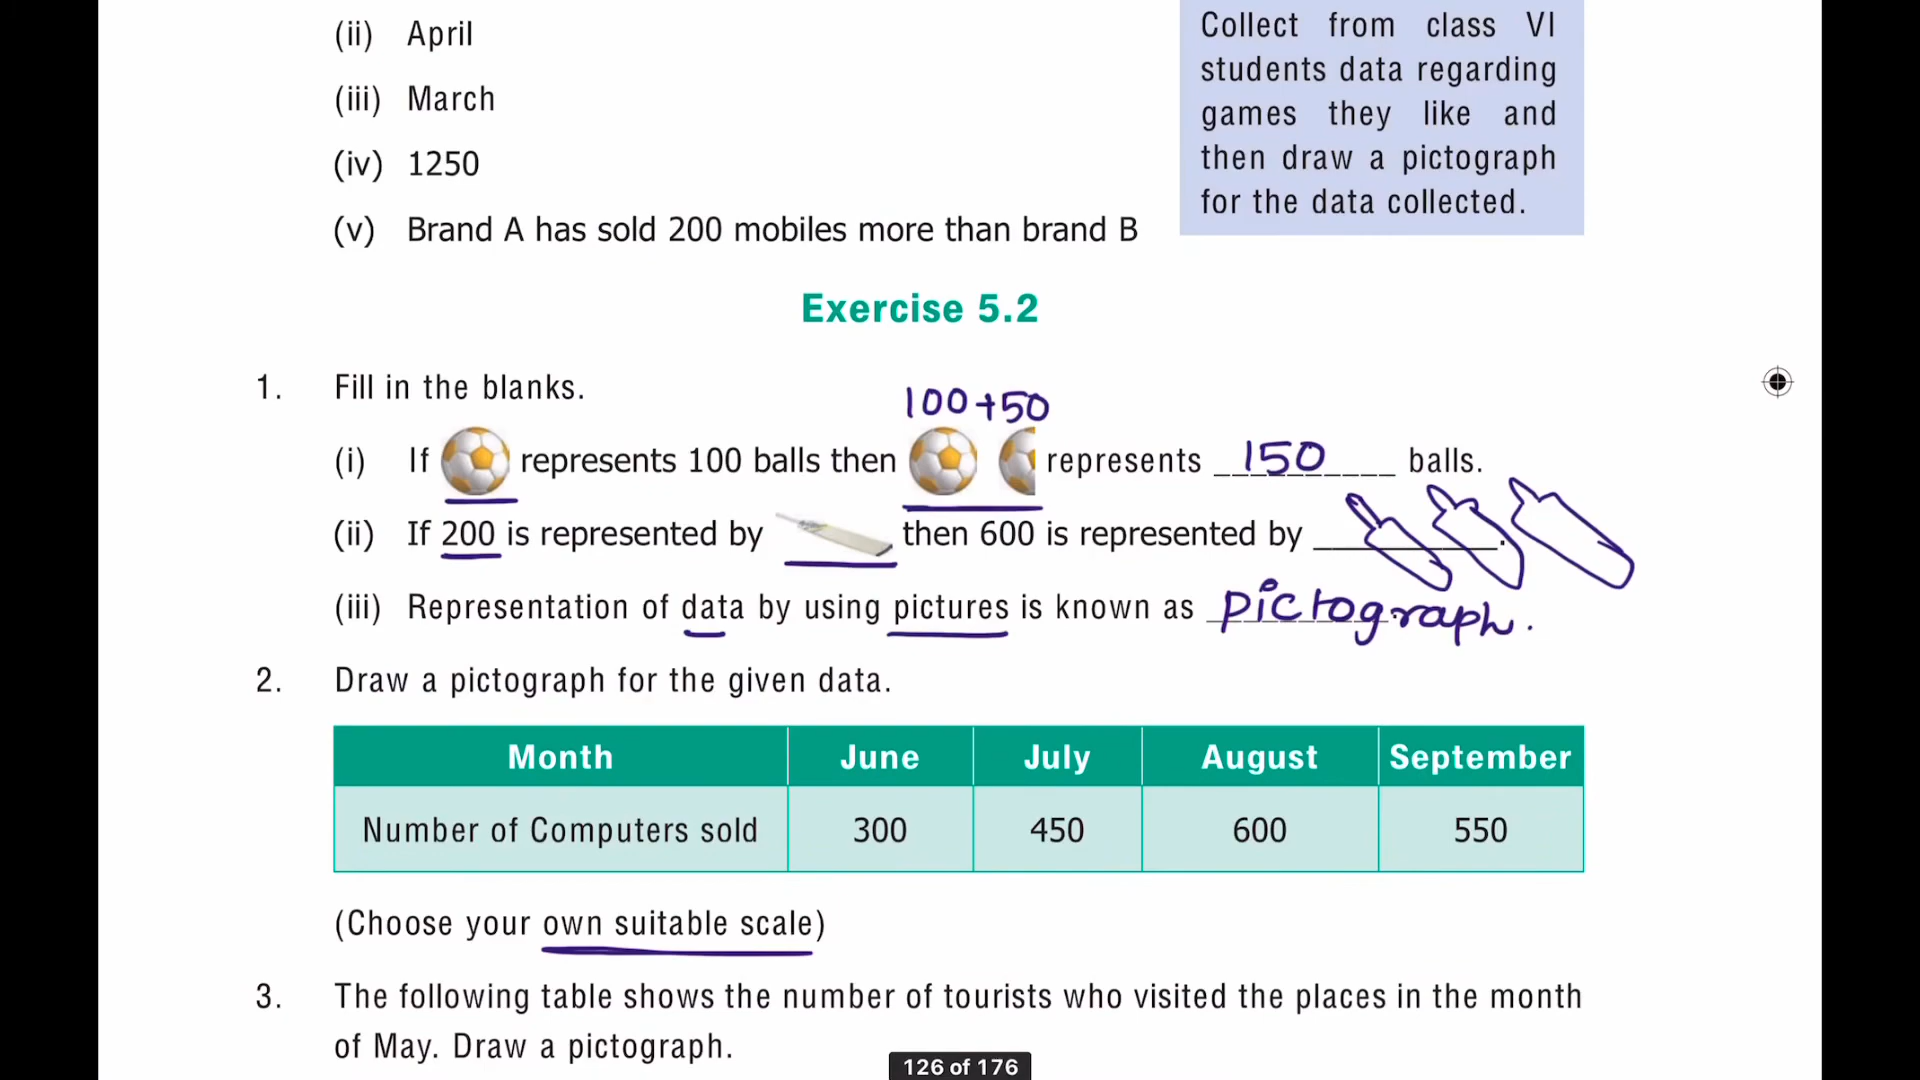 (ii) April
(iii) March
(iv) 1250
(v) Brand A has sold 200 mobiles more than brand B
Collect from class VI
students data regarding
games they like and
then draw a pictograph
for the data collected.
Exercise 5.2
1. Fill in the blanks.
100+50
(i) If represents 100 balls then represents 150 balls.
(ii) If 200 is represented by then 600 is represented by ________.
(iii) Representation of data by using pictures is known as pictograph.
2. Draw a pictograph for the given data.
Month June July August September
Number of Computers sold 300 450 600 550
(Choose your own suitable scale)
3. The following table shows the number of tourists who visited the places in the month
of May. Draw a pictograph.
126 of 176